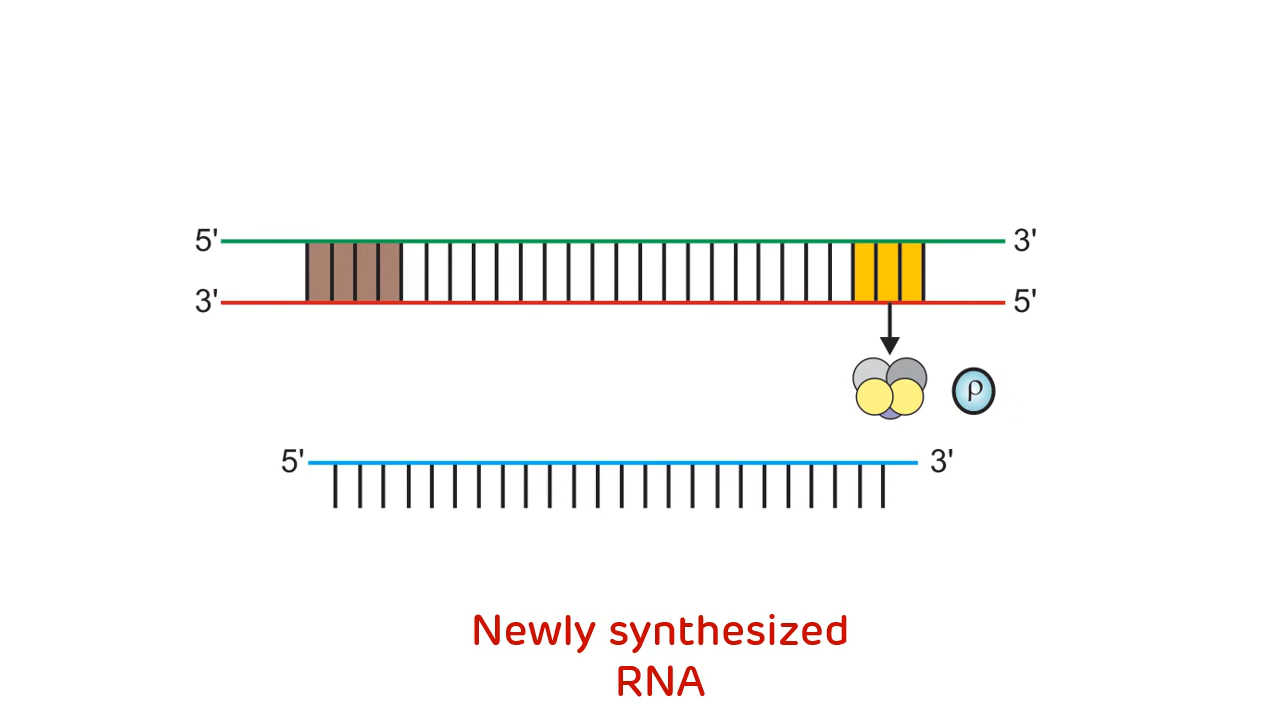 5' 3'
3' 5'
ρ
5' 3'
Newly synthesized
RNA